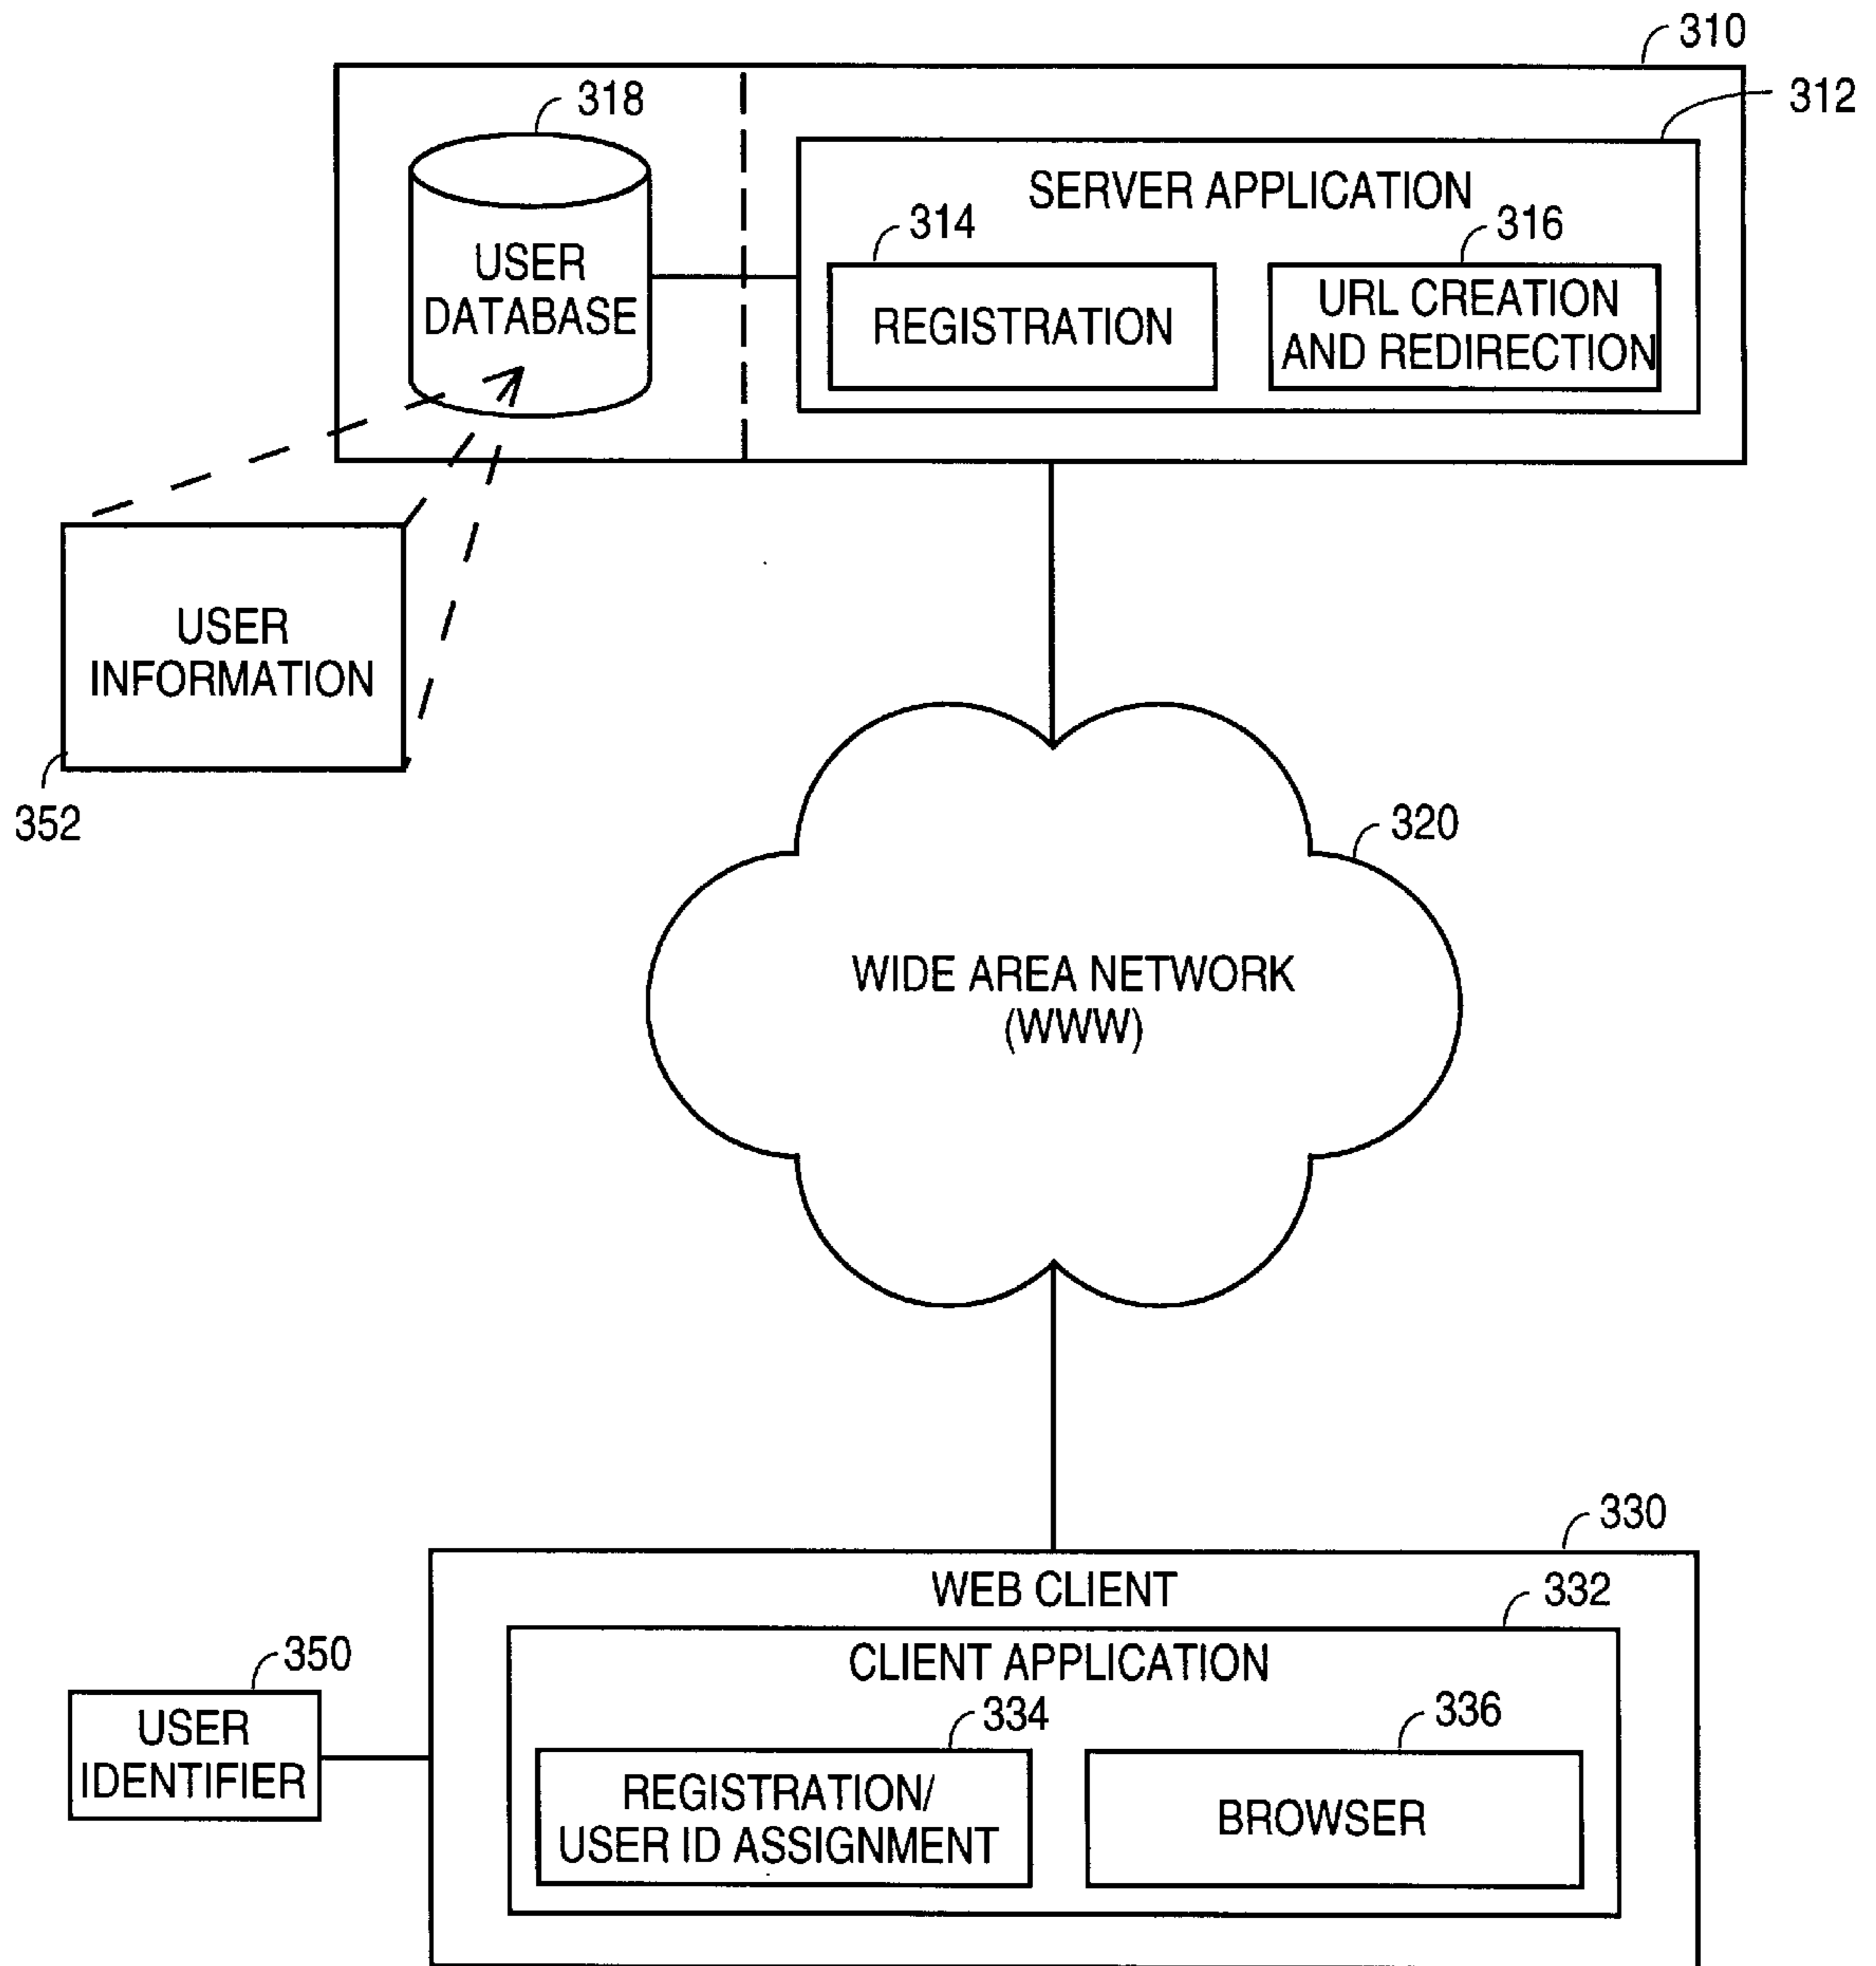 310
312
318
SERVER APPLICATION
314
316
USER
DATABASE
REGISTRATION
URL CREATION
AND REDIRECTION
USER
INFORMATION
352
320
WIDE AREA NETWORK
(WWW)
330
WEB CLIENT
332
CLIENT APPLICATION
350
334
336
USER
IDENTIFIER
REGISTRATION/
USER ID ASSIGNMENT
BROWSER